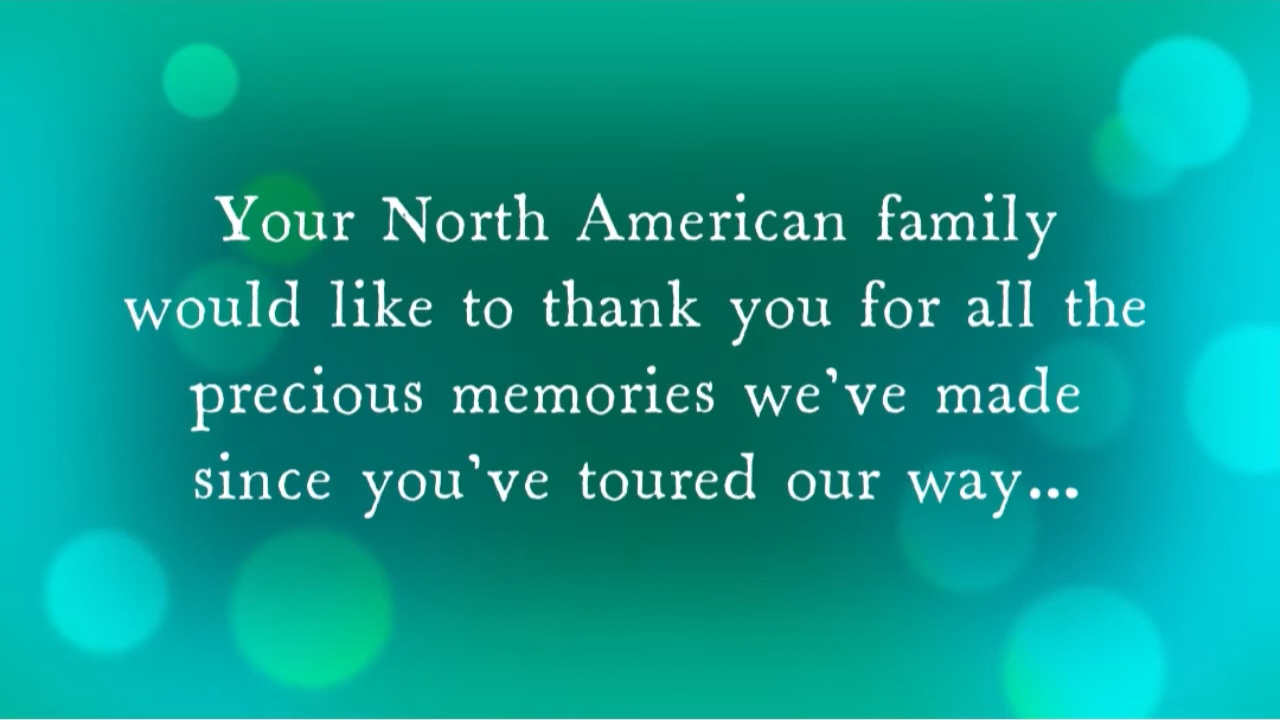 Your North American family
would like to thank you for all the
precious memories we've made
since you've toured our way...